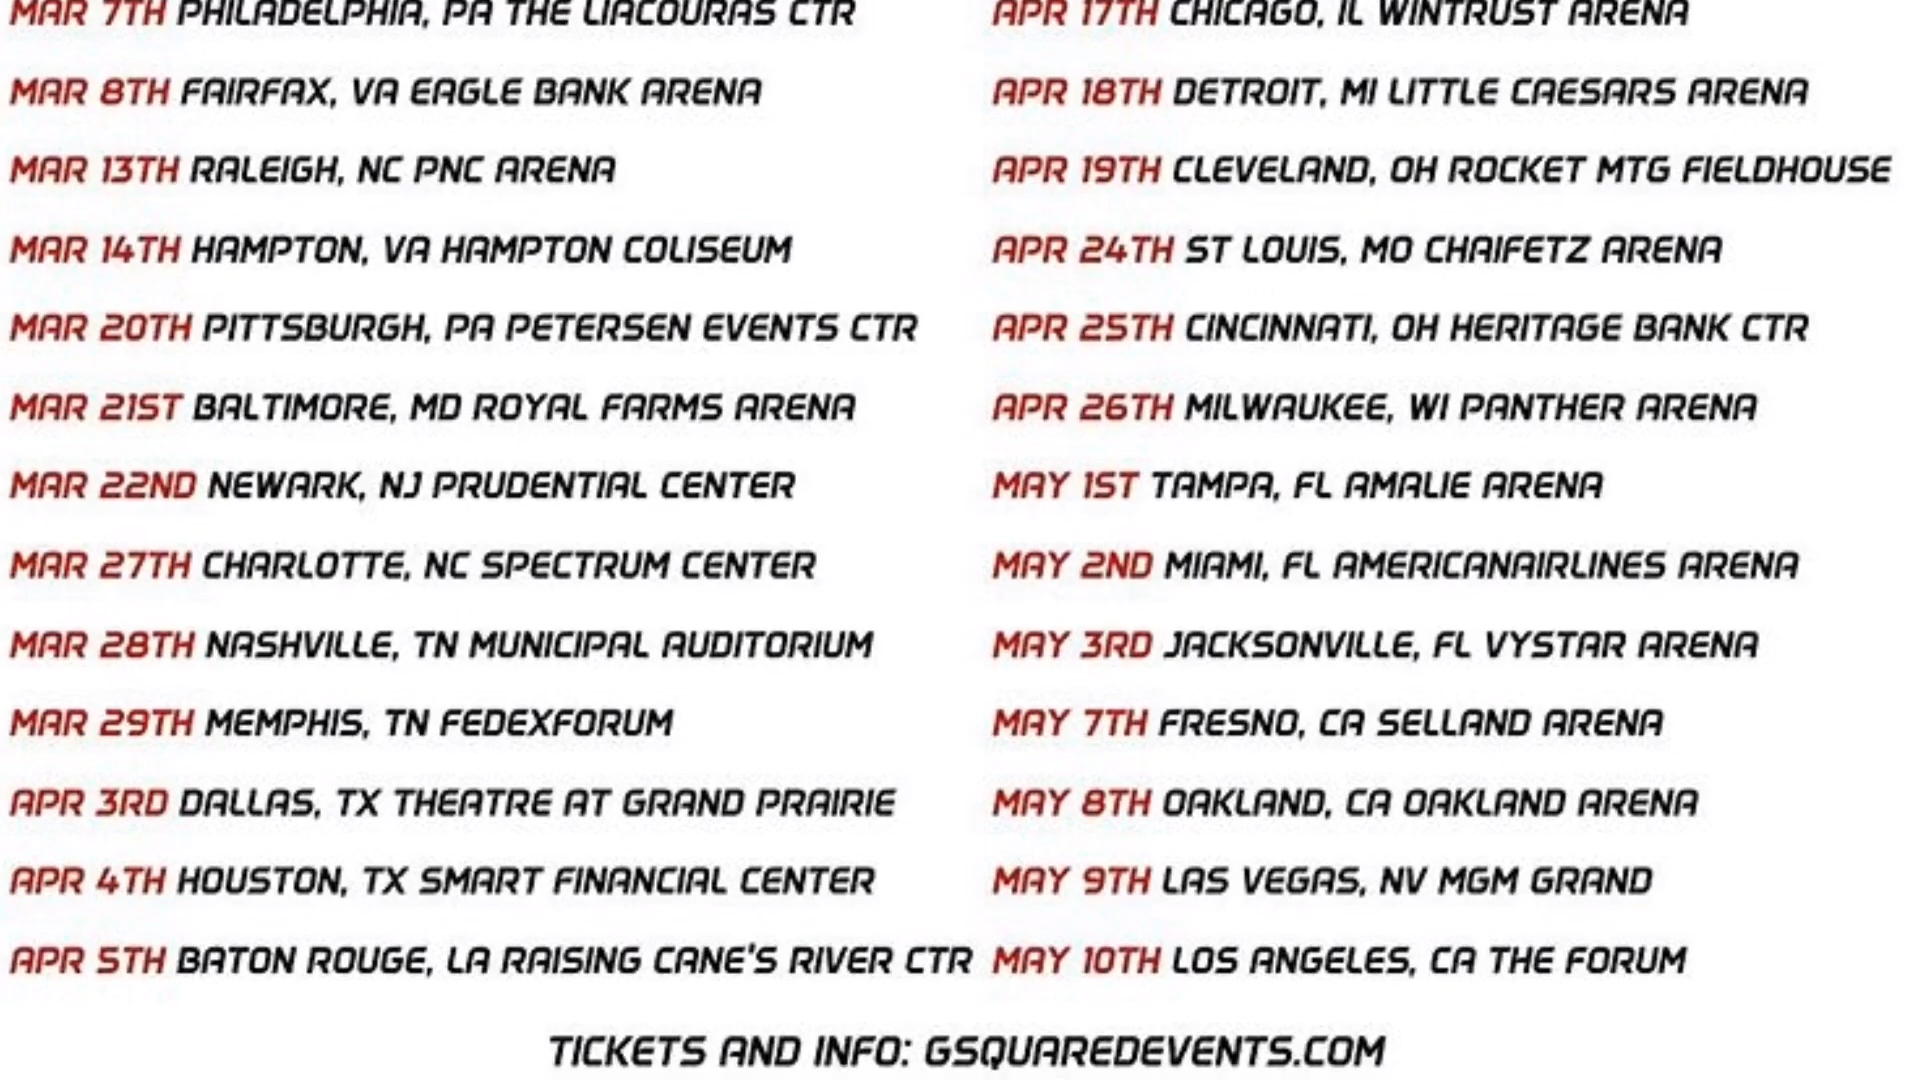 MAR 7TH PHILADELPHIA, PA THE LIACOURAS CTR
MAR 8TH FAIRFAX, VA EAGLE BANK ARENA
MAR 13TH RALEIGH, NC PNC ARENA
MAR 14TH HAMPTON, VA HAMPTON COLISEUM
MAR 20TH PITTSBURGH, PA PETERSEN EVENTS CTR
MAR 21ST BALTIMORE, MD ROYAL FARMS ARENA
MAR 22ND NEWARK, NJ PRUDENTIAL CENTER
MAR 27TH CHARLOTTE, NC SPECTRUM CENTER
MAR 28TH NASHVILLE, TN MUNICIPAL AUDITORIUM
MAR 29TH MEMPHIS, TN FEDEXFORUM
APR 3RD DALLAS, TX THEATRE AT GRAND PRAIRIE
APR 4TH HOUSTON, TX SMART FINANCIAL CENTER
APR 5TH BATON ROUGE, LA RAISING CANE'S RIVER CTR
APR 17TH CHICAGO, IL WINTRUST ARENA
APR 18TH DETROIT, MI LITTLE CAESARS ARENA
APR 19TH CLEVELAND, OH ROCKET MTG FIELDHOUSE
APR 24TH ST LOUIS, MO CHAIFETZ ARENA
APR 25TH CINCINNATI, OH HERITAGE BANK CTR
APR 26TH MILWAUKEE, WI PANTHER ARENA
MAY 1ST TAMPA, FL AMALIE ARENA
MAY 2ND MIAMI, FL AMERICANAIRLINES ARENA
MAY 3RD JACKSONVILLE, FL VYSTAR ARENA
MAY 7TH FRESNO, CA SELLAND ARENA
MAY 8TH OAKLAND, CA OAKLAND ARENA
MAY 9TH LAS VEGAS, NV MGM GRAND
MAY 10TH LOS ANGELES, CA THE FORUM
TICKETS AND INFO: GSQUAREDEVENTS.COM